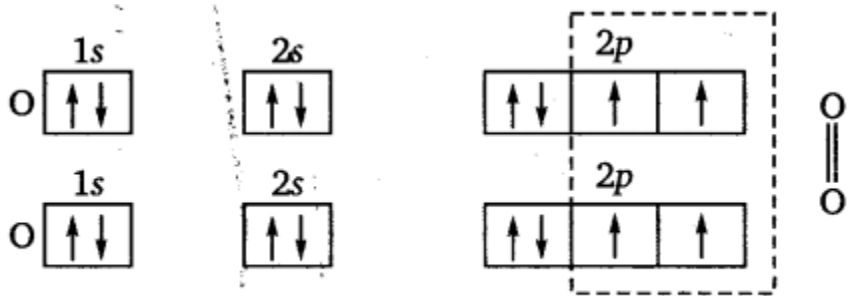 1s 2s 2p
O ↑↓ ↑↓ ↑↓ ↑ ↑ O
1s 2s 2p
O ↑↓ ↑↓ ↑↓ ↑ ↑ O